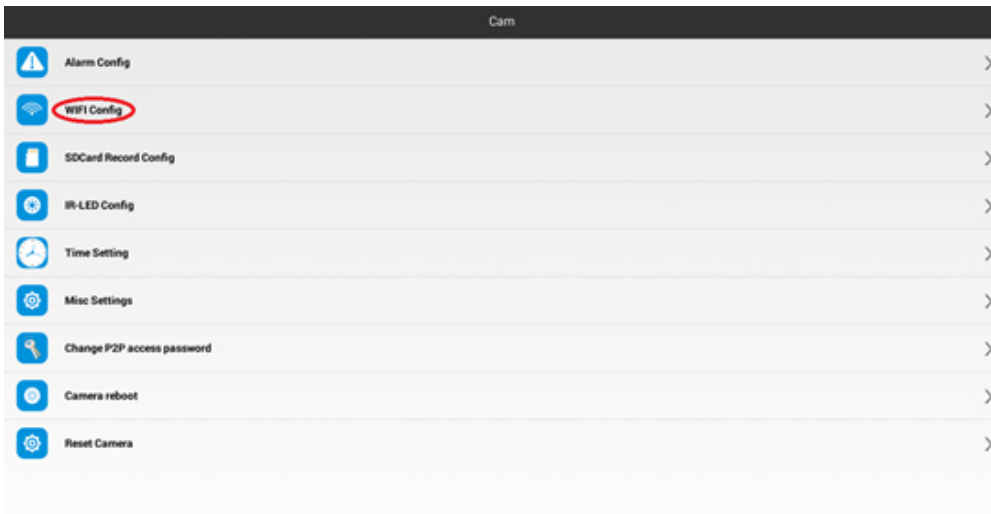 Cam
Alarm Config
WIFI Config
SDCard Record Config
IR-LED Config
Time Setting
Misc Settings
Change P2P access password
Camera reboot
Reset Camera